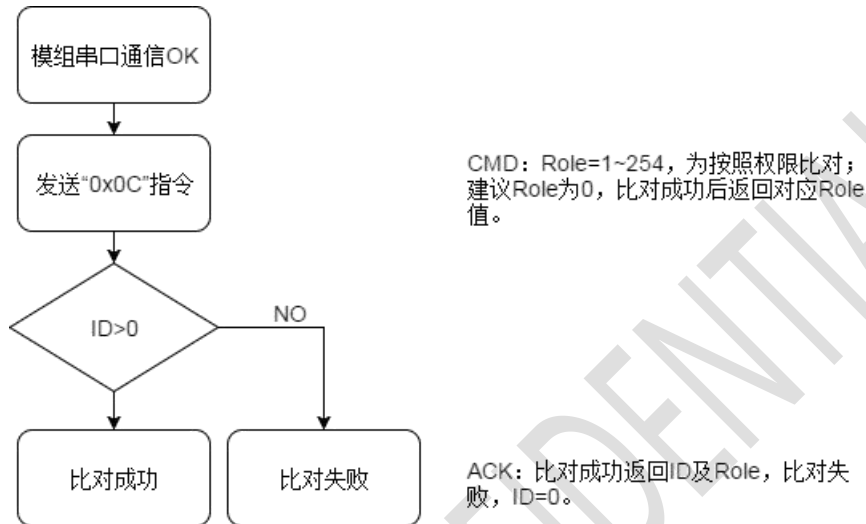 模组串口通信OK
发送“0x0C”指令
CMD：Role=1~254，为按照权限比对；
建议Role为0，比对成功后返回对应Role
值。
ID>0
NO
比对成功
比对失败
ACK：比对成功返回ID及Role，比对失
败，ID=0。